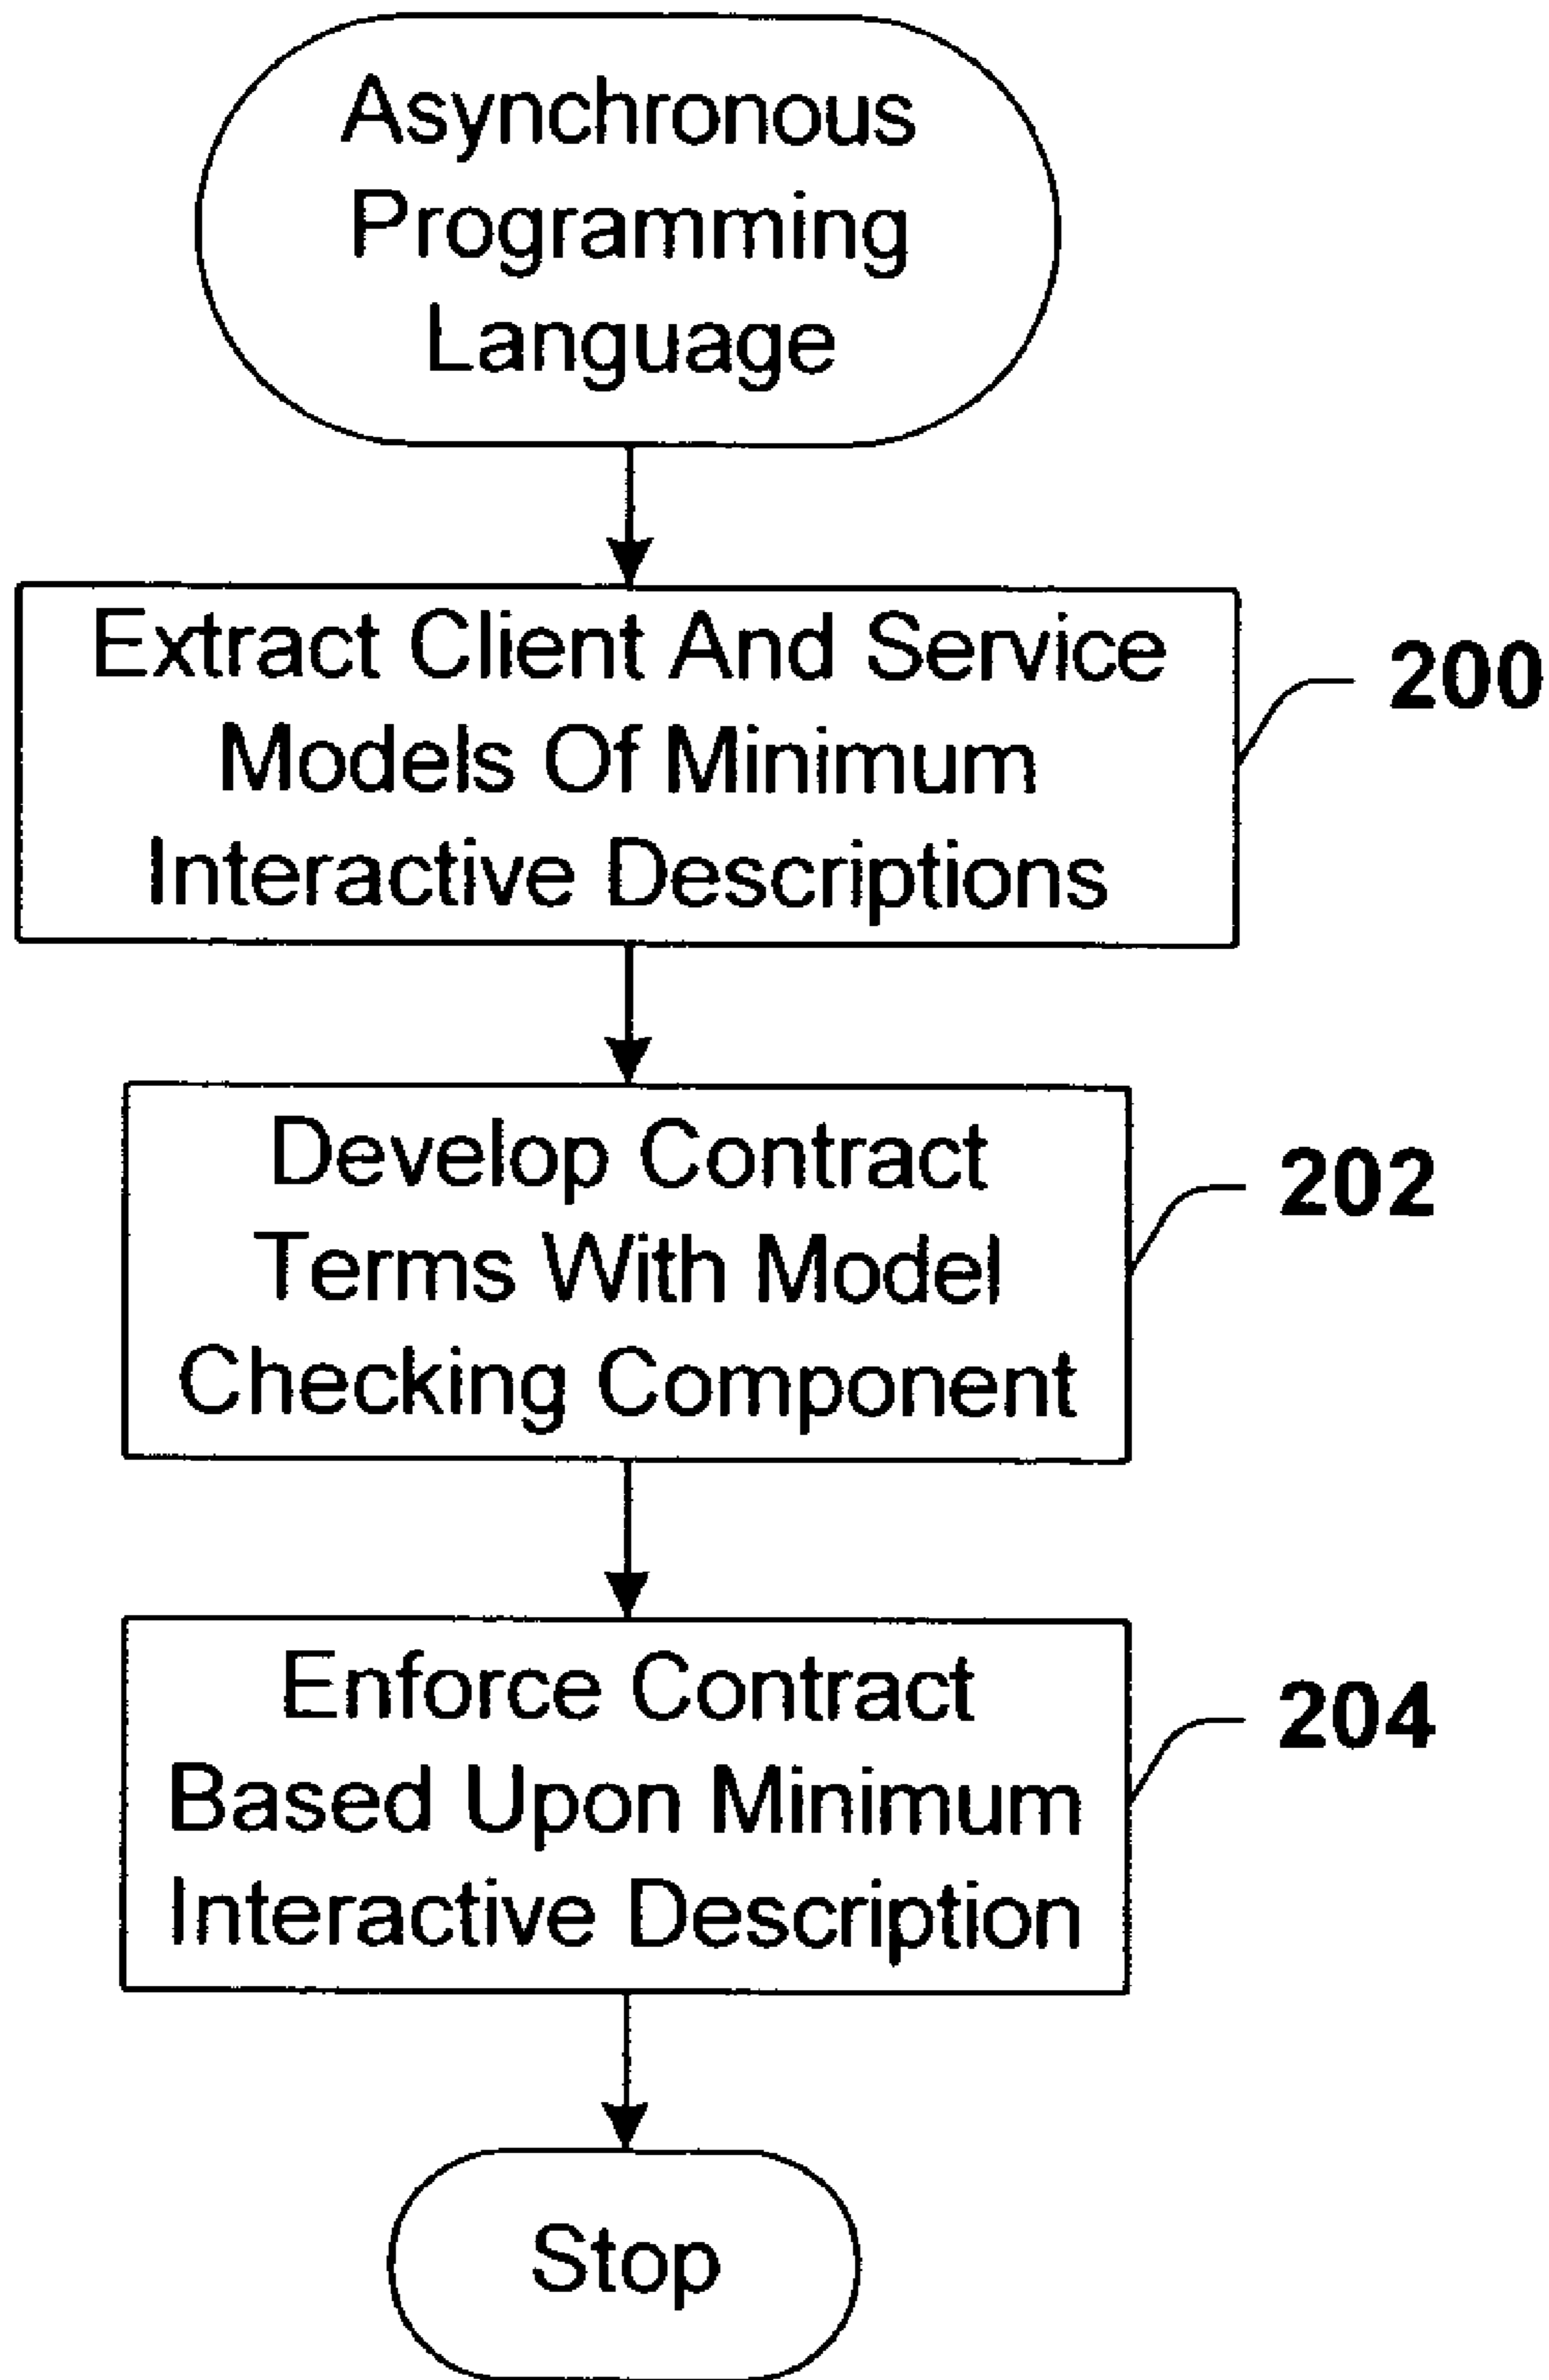 Asynchronous
Programming
Language
Extract Client And Service
Models Of Minimum
Interactive Descriptions
200
Develop Contract
Terms With Model
Checking Component
202
Enforce Contract
Based Upon Minimum
Interactive Description
204
Stop